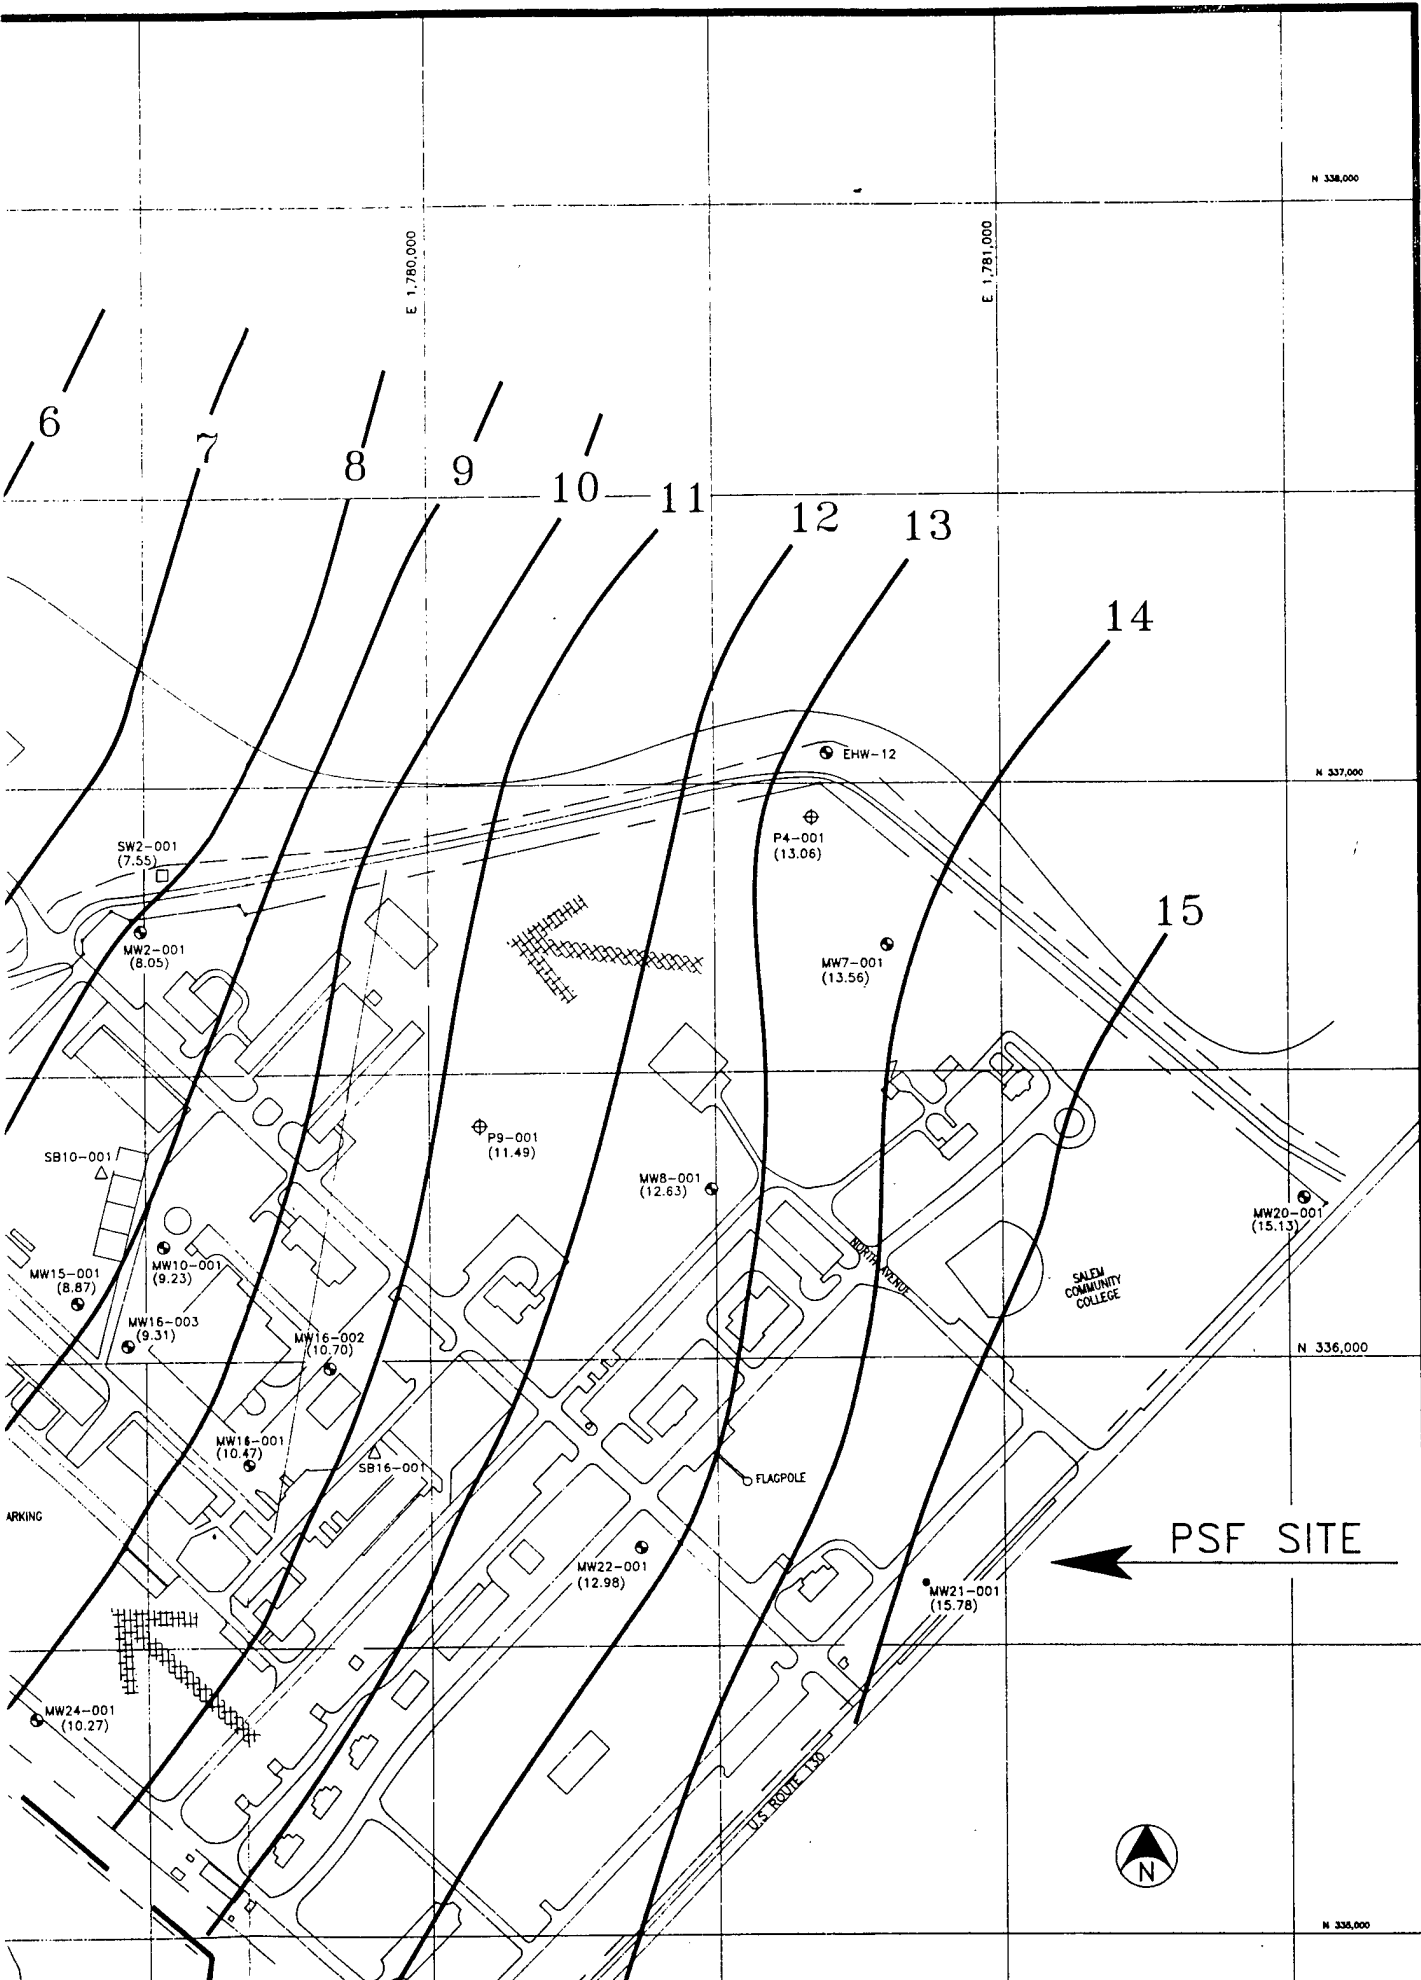 N 338,000
E 1,780,000
E 1,781,000
6
7
8
9
10
11
12
13
14
EHW-12
N 337,000
P4-001
(13.06)
SW2-001
(7.55)
15
MW2-001
(8.05)
MW7-001
(13.56)
P9-001
(11.49)
SB10-001
MW8-001
(12.63)
MW20-001
(15.13)
NORTH AVENUE
MW10-001
(9.23)
MW15-001
(8.87)
SALEM
COMMUNITY
COLLEGE
MW16-003
(9.31)
MW16-002
(10.70)
N 336,000
MW16-001
(10.47)
SB16-001
FLAGPOLE
ARKING
PSF SITE
MW22-001
(12.98)
MW21-001
(15.78)
MW24-001
(10.27)
U.S ROUTE 130
N
N 335,000